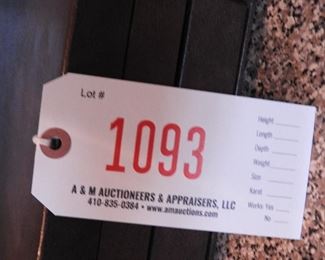 Lot #
1093
A & M AUCTIONEERS & APPRAISERS, LLC
410-835-0384 • www.amauctions.com
Height
Length
Depth
Weight
Size
Karat
Works- Yes
No